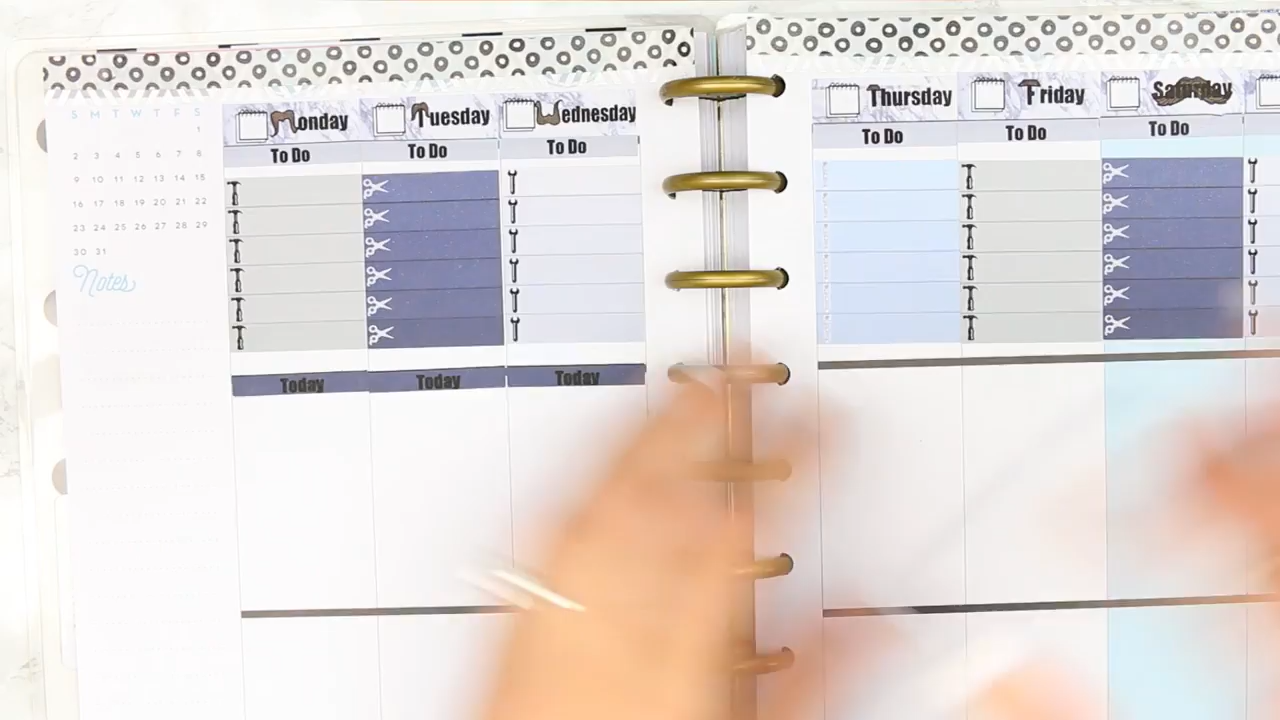 S M T W T F S
1
2 3 4 5 6 7 8
9 10 11 12 13 14 15
16 17 18 19 20 21 22
23 24 25 26 27 28 29
30 31
Notes
Monday
To Do
Today
Tuesday
To Do
Today
Wednesday
To Do
Today
Thursday
To Do
Friday
To Do
Saturday
To Do